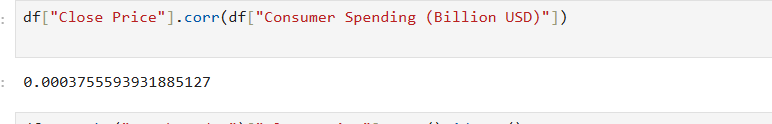 df["Close Price"].corr(df["Consumer Spending (Billion USD)"])
0.0003755593931885127